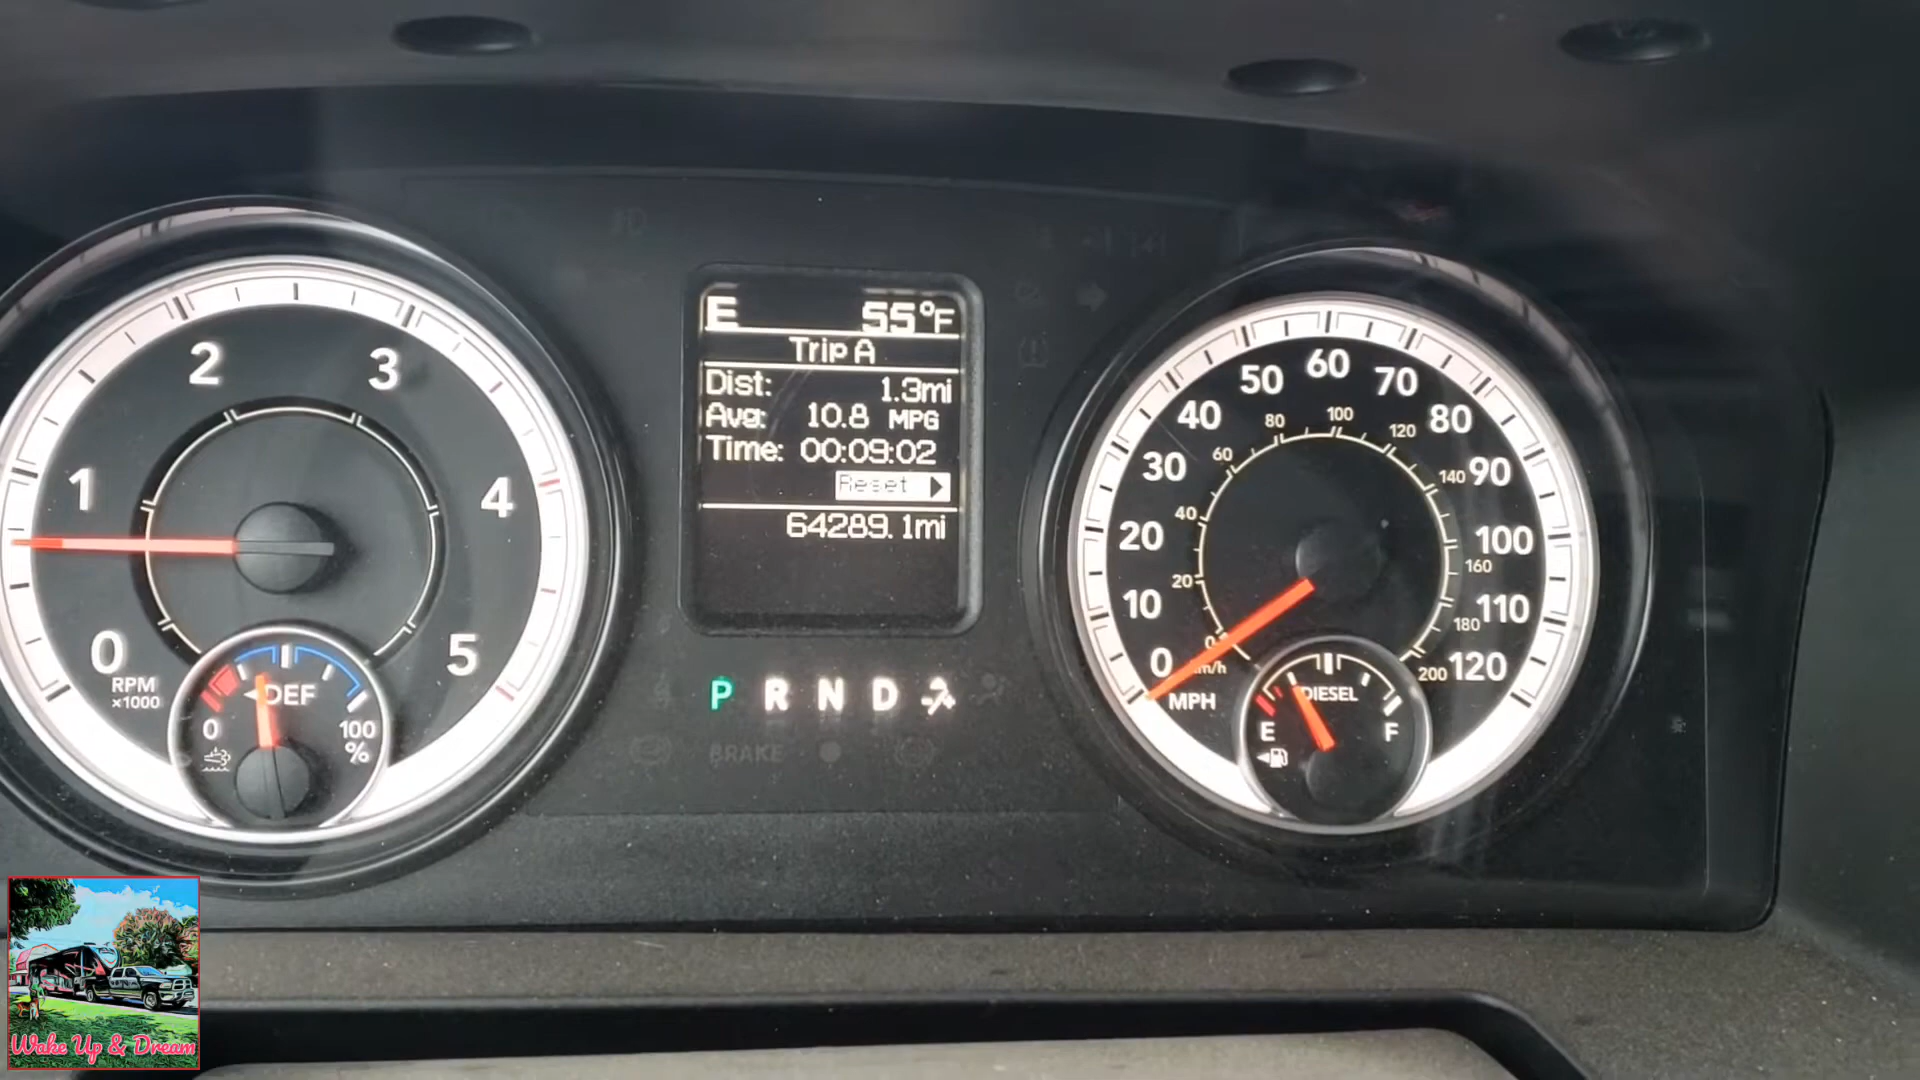 E 55°F
Trip A
Dist: 1.3mi
Avg: 10.8 MPG
Time: 00:09:02
Reset
64289.1mi
0 1 2 3 4 5
RPM
x1000
DEF
0 100
%
P R N D
BRAKE
0 10 20 30 40 50 60 70 80 90 100 110 120
MPH
0 20 40 60 80 100 120 140 160 180 200
km/h
DIESEL
E F
Wake Up & Dream